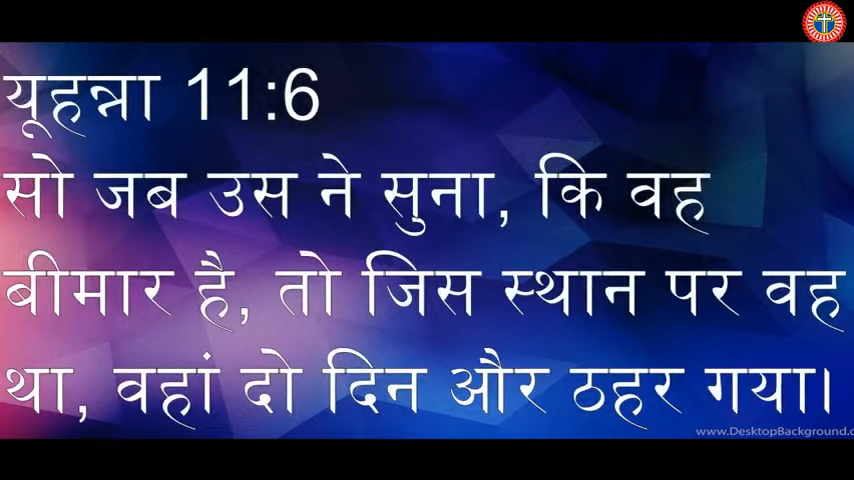 यूहन्ना 11:6
सो जब उस ने सुना, कि वह
बीमार है, तो जिस स्थान पर वह
था, वहां दो दिन और ठहर गया।
www.DesktopBackground.o